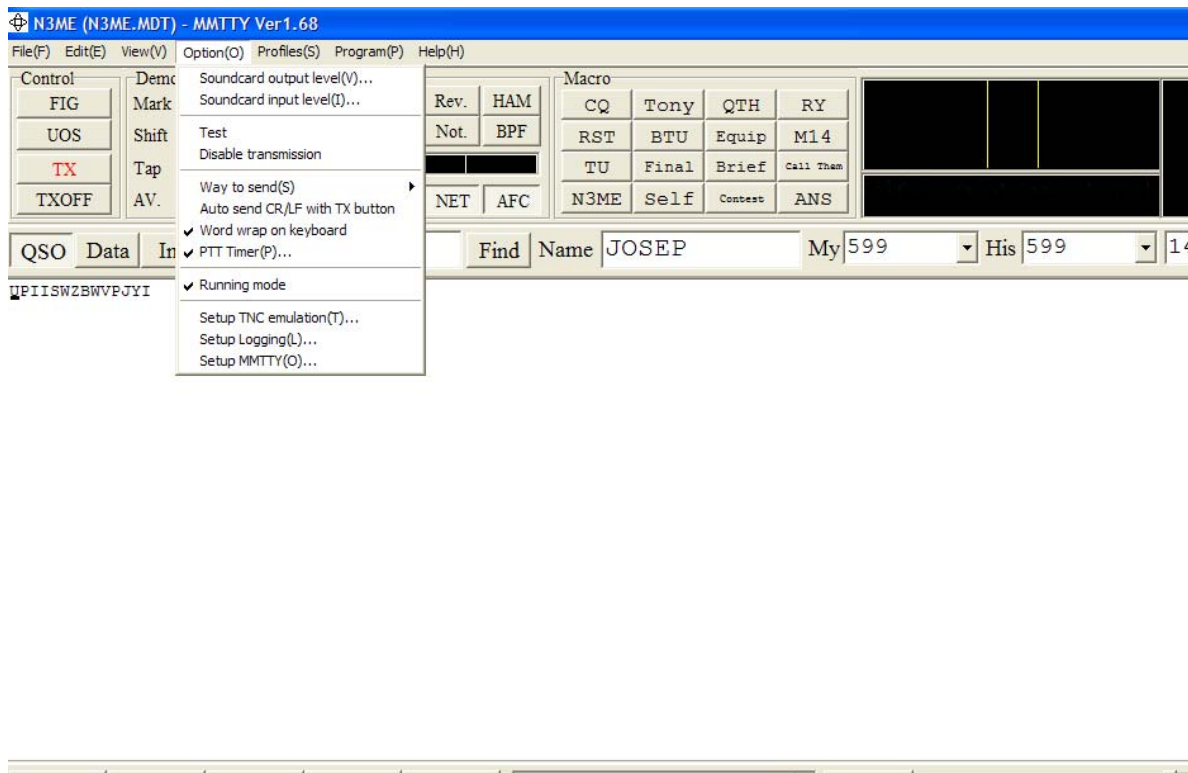 N3ME (N3ME.MDT) - MMTTY Ver1.68
File(F) Edit(E) View(V) Option(O) Profiles(S) Program(P) Help(H)
Control
FIG
UOS
TX
TXOFF
Mark
Shift
Tap
AV.
Soundcard output level(V)...
Soundcard input level(I)...
Test
Disable transmission
Way to send(S)
Auto send CR/LF with TX button
Word wrap on keyboard
PTT Timer(P)...
Running mode
Setup TNC emulation(T)...
Setup Logging(L)...
Setup MMTTY(O)...
Rev. HAM
Not. BPF
NET AFC
Macro
CQ Tony QTH RY
RST BTU Equip M14
TU Final Brief Call Them
N3ME Self Contest ANS
QSO Data Find Name JOSEP My 599 His 599
UPIISWZBWVPJYI